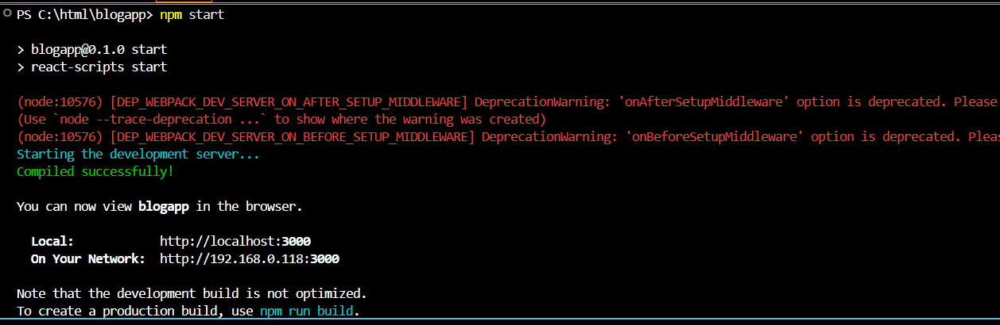 PS C:\html\blogapp> npm start
> blogapp@0.1.0 start
> react-scripts start
(node:10576) [DEP_WEBPACK_DEV_SERVER_ON_AFTER_SETUP_MIDDLEWARE] DeprecationWarning: 'onAfterSetupMiddleware' option is deprecated. Please
(Use `node --trace-deprecation ...` to show where the warning was created)
(node:10576) [DEP_WEBPACK_DEV_SERVER_ON_BEFORE_SETUP_MIDDLEWARE] DeprecationWarning: 'onBeforeSetupMiddleware' option is deprecated. Pleas
Starting the development server...
Compiled successfully!
You can now view blogapp in the browser.
Local: http://localhost:3000
On Your Network: http://192.168.0.118:3000
Note that the development build is not optimized.
To create a production build, use npm run build.